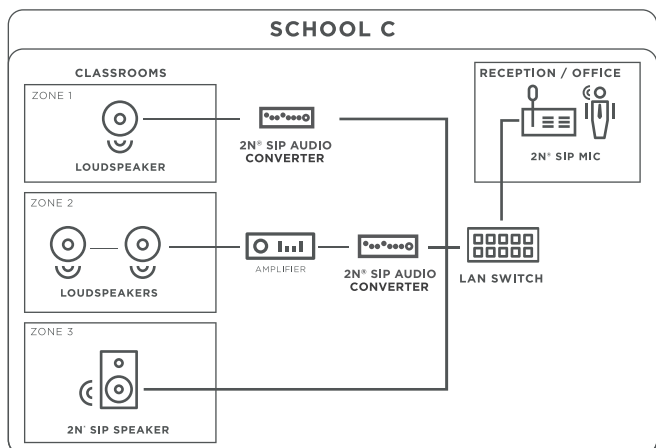 SCHOOL C
CLASSROOMS
ZONE 1
LOUDSPEAKER
2N® SIP AUDIO
CONVERTER
RECEPTION / OFFICE
2N® SIP MIC
ZONE 2
LOUDSPEAKERS
AMPLIFIER
2N® SIP AUDIO
CONVERTER
LAN SWITCH
ZONE 3
2N® SIP SPEAKER